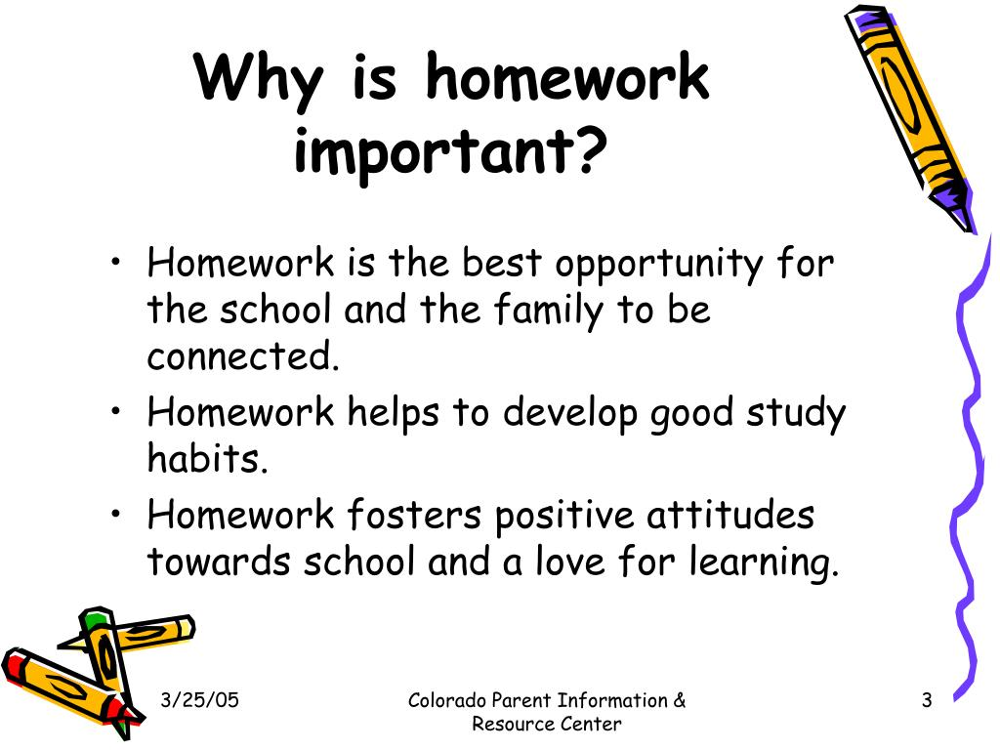 Why is homework
important?
• Homework is the best opportunity for
the school and the family to be
connected.
• Homework helps to develop good study
habits.
• Homework fosters positive attitudes
towards school and a love for learning.
3/25/05
Colorado Parent Information &
Resource Center
3